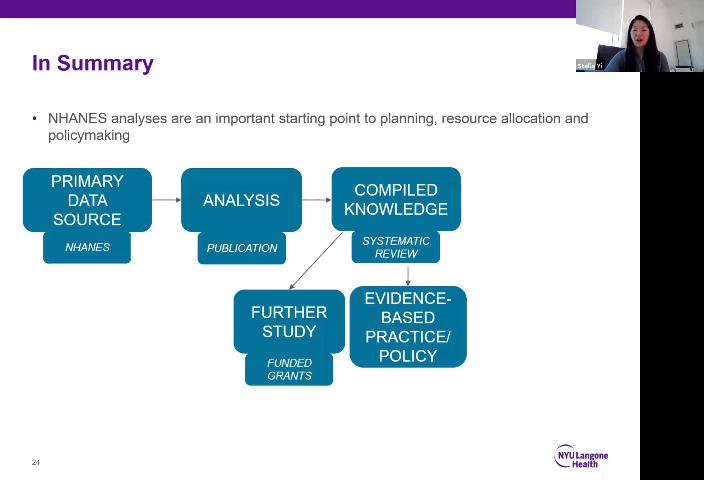 In Summary
Stella Yi
• NHANES analyses are an important starting point to planning, resource allocation and
policymaking
PRIMARY
DATA
SOURCE
NHANES
ANALYSIS
PUBLICATION
COMPILED
KNOWLEDGE
SYSTEMATIC
REVIEW
FURTHER
STUDY
FUNDED
GRANTS
EVIDENCE-
BASED
PRACTICE/
POLICY
24
NYU Langone
Health